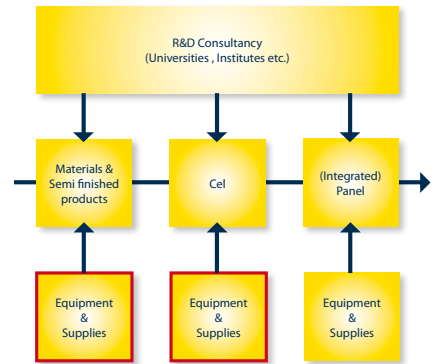 R&D Consultancy
(Universities , Institutes etc.)
Materials &
Semi finished
products
Cel
(Integrated)
Panel
Equipment
&
Supplies
Equipment
&
Supplies
Equipment
&
Supplies